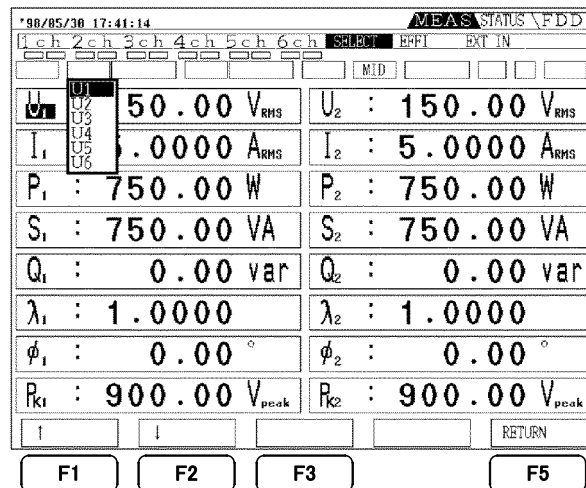 '98/05/30 17:41:14 MEAS STATUS FDD
1ch 2ch 3ch 4ch 5ch 6ch SELECT EFFI EXT IN
MID
U1
U2
U3
U4
U5
U6
U₁ 50.00 VRMS U₂ : 150.00 VRMS
I₁ .0000 ARMS I₂ : 5.0000 ARMS
P₁ : 750.00 W P₂ : 750.00 W
S₁ : 750.00 VA S₂ : 750.00 VA
Q₁ : 0.00 var Q₂ : 0.00 var
λ₁ : 1.0000 λ₂ : 1.0000
ϕ₁ : 0.00 ° ϕ₂ : 0.00 °
PK1 : 900.00 Vpeak PK2 : 900.00 Vpeak
↑ ↓ RETURN
F1 F2 F3 F5